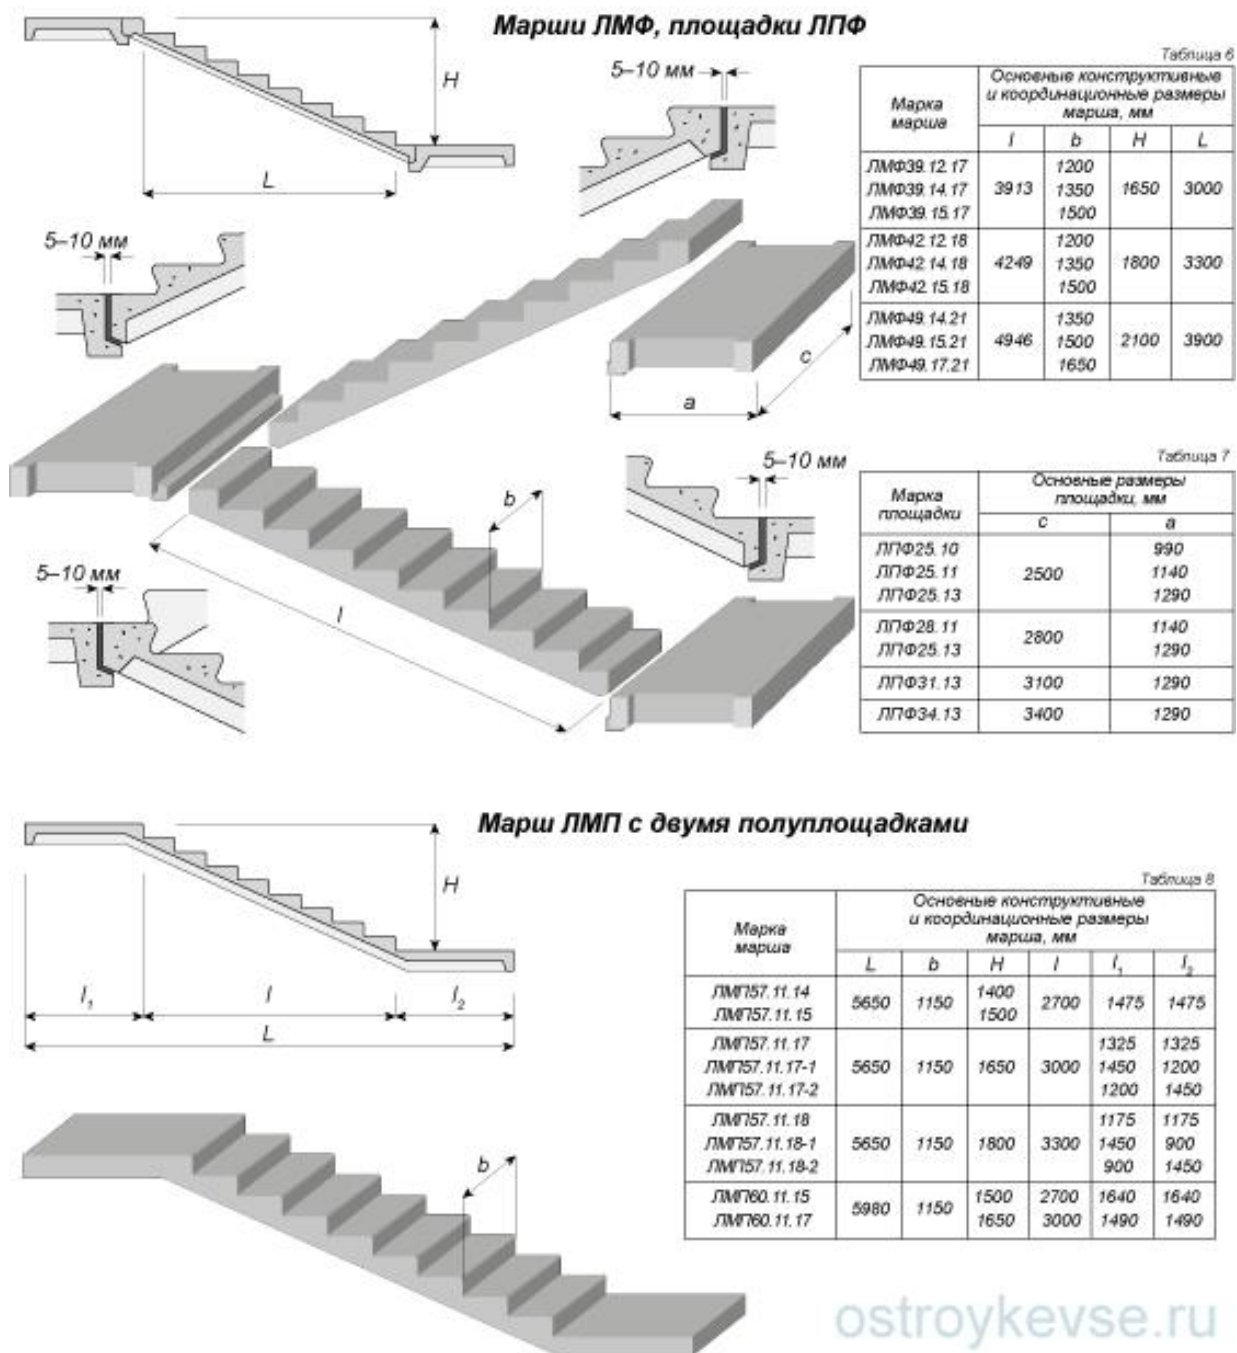 Марши ЛМФ, площадки ЛПФ
H
L
5–10 мм
5–10 мм
a
c
b
l
5–10 мм
5–10 мм
Таблица 6
Марка марша
Основные конструктивные и координационные размеры марша, мм
l b H L
ЛМФ39.12.17 1200
ЛМФ39.14.17 3913 1350 1650 3000
ЛМФ39.15.17 1500
ЛМФ42.12.18 1200
ЛМФ42.14.18 4249 1350 1800 3300
ЛМФ42.15.18 1500
ЛМФ49.14.21 1350
ЛМФ49.15.21 4946 1500 2100 3900
ЛМФ49.17.21 1650
Таблица 7
Марка площадки
Основные размеры площадки, мм
c a
ЛПФ25.10 990
ЛПФ25.11 2500 1140
ЛПФ25.13 1290
ЛПФ28.11 2800 1140
ЛПФ25.13 1290
ЛПФ31.13 3100 1290
ЛПФ34.13 3400 1290
Марш ЛМП с двумя полуплощадками
H
l₁ l l₂
L
b
Таблица 8
Марка марша
Основные конструктивные
и координационные размеры
марша, мм
L b H l l₁ l₂
ЛМП57.11.14 5650 1150 1400 2700 1475 1475
ЛМП57.11.15 1500
ЛМП57.11.17 1325 1325
ЛМП57.11.17-1 5650 1150 1650 3000 1450 1200
ЛМП57.11.17-2 1200 1450
ЛМП57.11.18 1175 1175
ЛМП57.11.18-1 5650 1150 1800 3300 1450 900
ЛМП57.11.18-2 900 1450
ЛМП60.11.15 5980 1150 1500 2700 1640 1640
ЛМП60.11.17 1650 3000 1490 1490
ostroykevse.ru